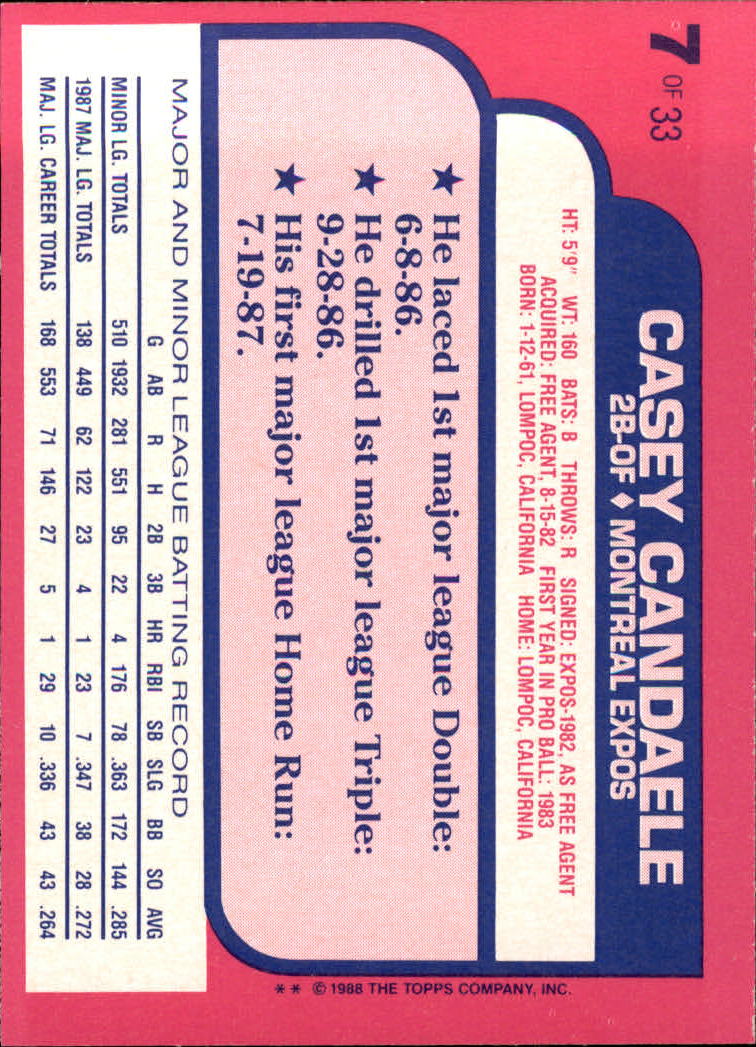 7 OF 33
CASEY CANDAELE
2B-OF ♦ MONTREAL EXPOS
HT: 5'9" WT: 160 BATS: B THROWS: R SIGNED: EXPOS-1982, AS FREE AGENT
ACQUIRED: FREE AGENT, 8-15-82 FIRST YEAR IN PRO BALL: 1983
BORN: 1-12-61, LOMPOC, CALIFORNIA HOME: LOMPOC, CALIFORNIA
★ He laced 1st major league Double:
6-8-86.
★ He drilled 1st major league Triple:
9-28-86.
★ His first major league Home Run:
7-19-87.
MAJOR AND MINOR LEAGUE BATTING RECORD
G AB R H 2B 3B HR RBI SB SLG BB SO AVG
MINOR LG. TOTALS 510 1932 281 551 95 22 4 176 78 .363 172 144 .285
1987 MAJ. LG. TOTALS 138 449 62 122 23 4 1 23 7 .347 38 28 .272
MAJ. LG. CAREER TOTALS 168 553 71 146 27 5 1 29 10 .336 43 43 .264
** © 1988 THE TOPPS COMPANY, INC.